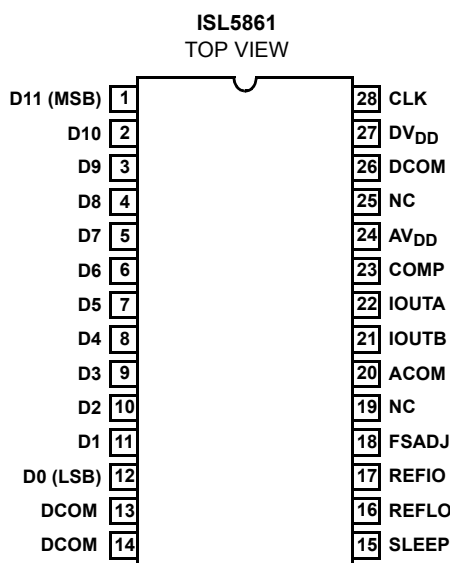 ISL5861
TOP VIEW
D11 (MSB) 1 28 CLK
D10 2 27 DVDD
D9 3 26 DCOM
D8 4 25 NC
D7 5 24 AVDD
D6 6 23 COMP
D5 7 22 IOUTA
D4 8 21 IOUTB
D3 9 20 ACOM
D2 10 19 NC
D1 11 18 FSADJ
D0 (LSB) 12 17 REFIO
DCOM 13 16 REFLO
DCOM 14 15 SLEEP